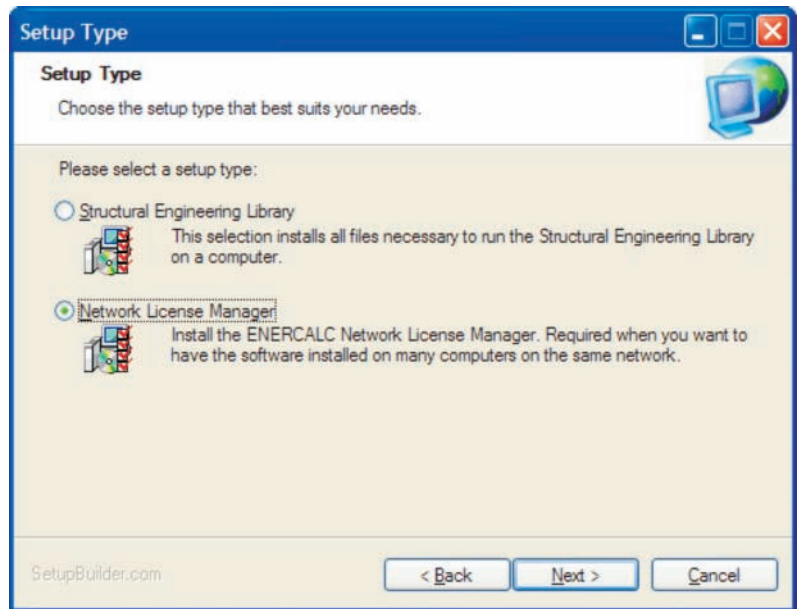 Setup Type
Setup Type
Choose the setup type that best suits your needs.
Please select a setup type:
Structural Engineering Library
This selection installs all files necessary to run the Structural Engineering Library
on a computer.
Network License Manager
Install the ENERCALC Network License Manager. Required when you want to
have the software installed on many computers on the same network.
SetupBuilder.com
< Back
Next >
Cancel